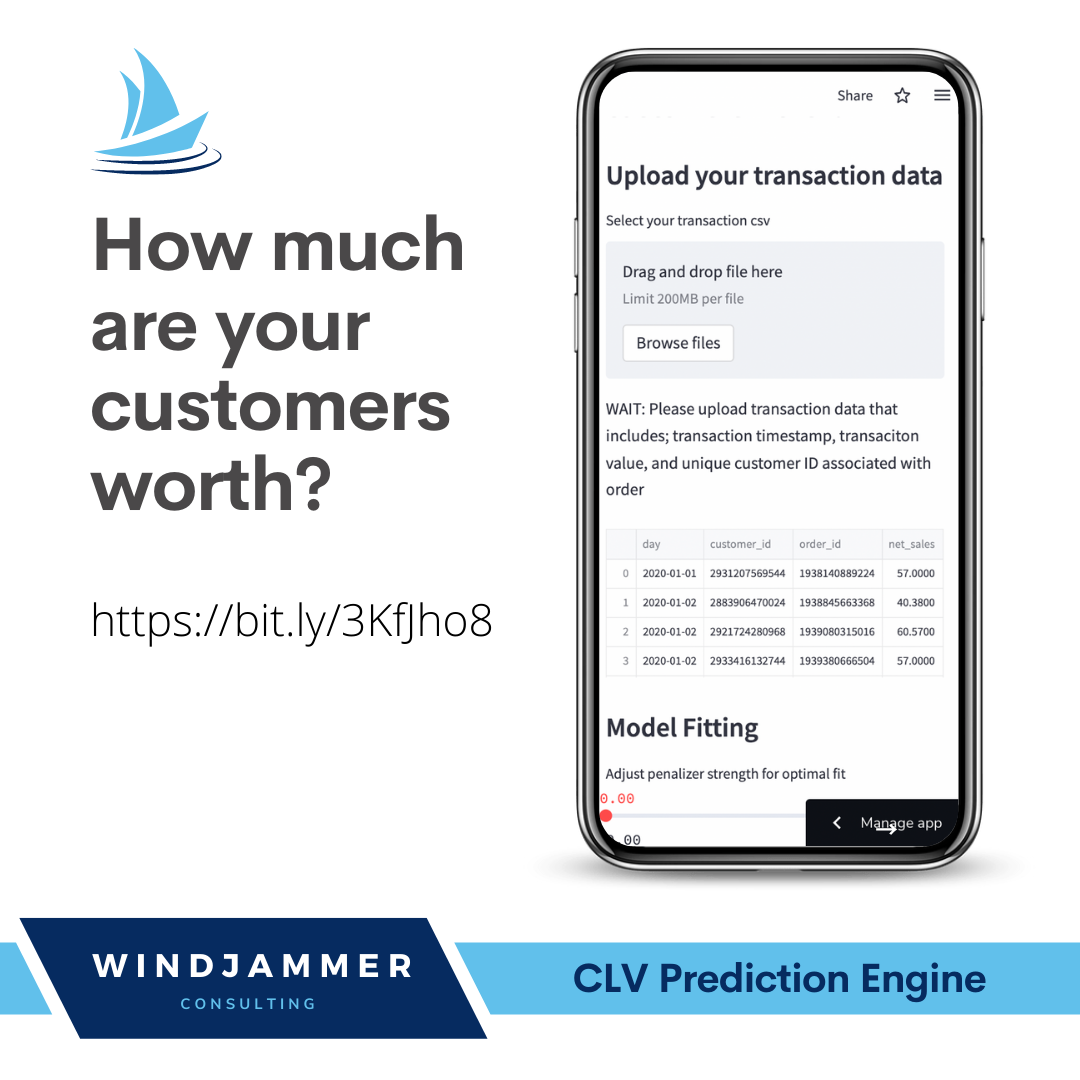 How much
are your
customers
worth?
https://bit.ly/3KfJho8
Share
Upload your transaction data
Select your transaction csv
Drag and drop file here
Limit 200MB per file
Browse files
WAIT: Please upload transaction data that
includes; transaction timestamp, transaciton
value, and unique customer ID associated with
order
day customer_id order_id net_sales
0 2020-01-01 2931207569544 1938140889224 57.0000
1 2020-01-02 2883906470024 1938845663368 40.3800
2 2020-01-02 2921724280968 1939080315016 60.5700
3 2020-01-02 2933416132744 1939380666504 57.0000
Model Fitting
Adjust penalizer strength for optimal fit
0.00
0.00
Manage app
WINDJAMMER
CONSULTING
CLV Prediction Engine